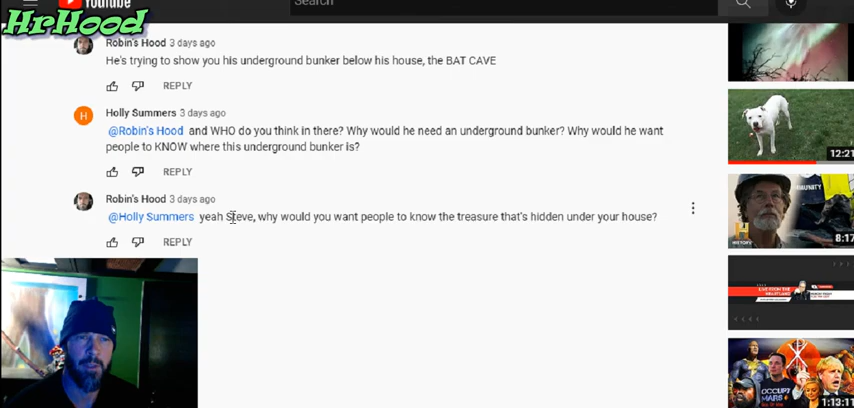 YouTube
Search
HrHood
Robin's Hood 3 days ago
He's trying to show you his underground bunker below his house, the BAT CAVE
REPLY
H
Holly Summers 3 days ago
@Robin's Hood and WHO do you think in there? Why would he need an underground bunker? Why would he want
people to KNOW where this underground bunker is?
REPLY
Robin's Hood 3 days ago
@Holly Summers yeah Steve, why would you want people to know the treasure that's hidden under your house?
REPLY
12:21
H
HISTORY
8:17
OCCUPY
MARS
1:13:11